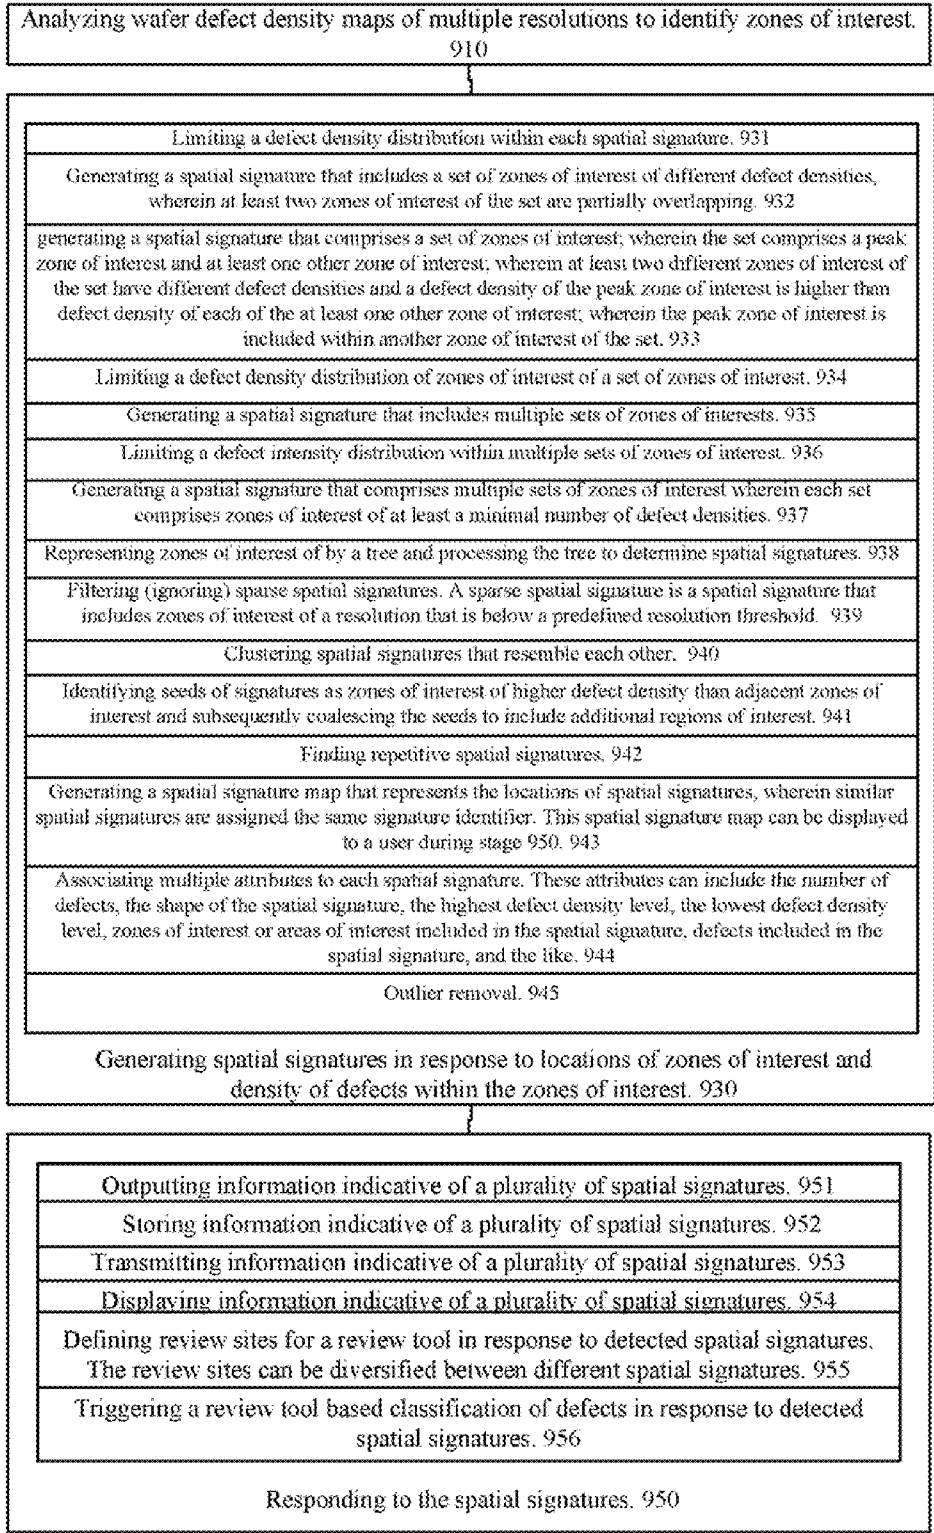 Analyzing wafer defect density maps of multiple resolutions to identify zones of interest.
910
Limiting a defect density distribution within each spatial signature. 931
Generating a spatial signature that includes a set of zones of interest of different defect densities,
wherein at least two zones of interest of the set are partially overlapping. 932
generating a spatial signature that comprises a set of zones of interest; wherein the set comprises a peak
zone of interest and at least one other zone of interest; wherein at least two different zones of interest of
the set have different defect densities and a defect density of the peak zone of interest is higher than
defect density of each of the at least one other zone of interest; wherein the peak zone of interest is
included within another zone of interest of the set. 933
Limiting a defect density distribution of zones of interest of a set of zones of interest. 934
Generating a spatial signature that includes multiple sets of zones of interests. 935
Limiting a defect intensity distribution within multiple sets of zones of interest. 936
Generating a spatial signature that comprises multiple sets of zones of interest wherein each set
comprises zones of interest of at least a minimal number of defect densities. 937
Representing zones of interest of by a tree and processing the tree to determine spatial signatures. 938
Filtering (ignoring) sparse spatial signatures. A sparse spatial signature is a spatial signature that
includes zones of interest of a resolution that is below a predefined resolution threshold. 939
Clustering spatial signatures that resemble each other. 940
Identifying seeds of signatures as zones of interest of higher defect density than adjacent zones of
interest and subsequently coalescing the seeds to include additional regions of interest. 941
Finding repetitive spatial signatures. 942
Generating a spatial signature map that represents the locations of spatial signatures, wherein similar
spatial signatures are assigned the same signature identifier. This spatial signature map can be displayed
to a user during stage 950. 943
Associating multiple attributes to each spatial signature. These attributes can include the number of
defects, the shape of the spatial signature, the highest defect density level, the lowest defect density
level, zones of interest or areas of interest included in the spatial signature, defects included in the
spatial signature, and the like. 944
Outlier removal. 945
Generating spatial signatures in response to locations of zones of interest and
density of defects within the zones of interest. 930
Outputting information indicative of a plurality of spatial signatures. 951
Storing information indicative of a plurality of spatial signatures. 952
Transmitting information indicative of a plurality of spatial signatures. 953
Displaying information indicative of a plurality of spatial signatures. 954
Defining review sites for a review tool in response to detected spatial signatures.
The review sites can be diversified between different spatial signatures. 955
Triggering a review tool based classification of defects in response to detected
spatial signatures. 956
Responding to the spatial signatures. 950